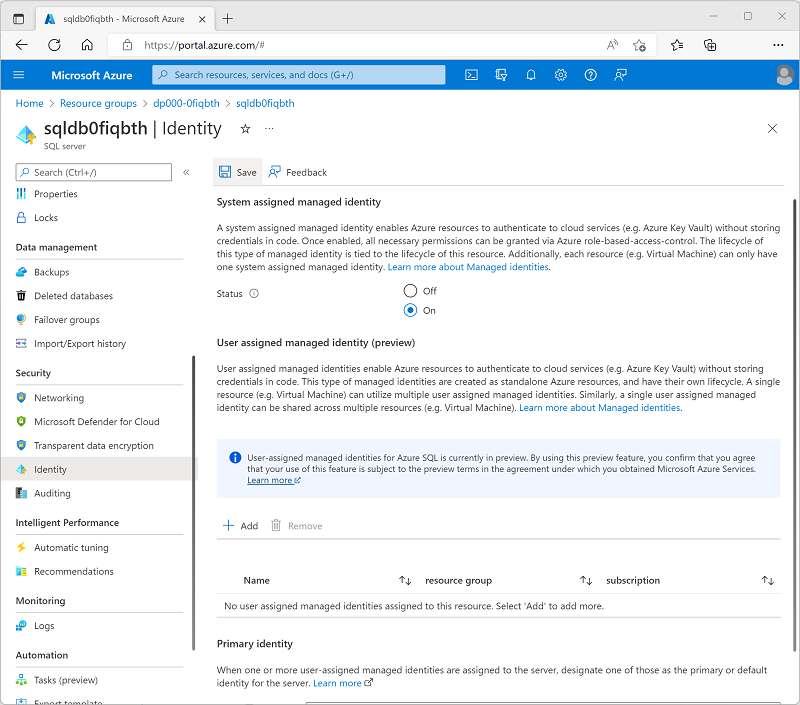 sqldb0fiqbth - Microsoft Azure
https://portal.azure.com/#
Microsoft Azure
Search resources, services, and docs (G+/)
Home > Resource groups > dp000-0fiqbth > sqldb0fiqbth
sqldb0fiqbth | Identity
SQL server
Search (Ctrl+/)
Properties
Locks
Data management
Backups
Deleted databases
Failover groups
Import/Export history
Security
Networking
Microsoft Defender for Cloud
Transparent data encryption
Identity
Auditing
Intelligent Performance
Automatic tuning
Recommendations
Monitoring
Logs
Automation
Tasks (preview)
Export template
Save
Feedback
System assigned managed identity
A system assigned managed identity enables Azure resources to authenticate to cloud services (e.g. Azure Key Vault) without storing
credentials in code. Once enabled, all necessary permissions can be granted via Azure role-based-access-control. The lifecycle of
this type of managed identity is tied to the lifecycle of this resource. Additionally, each resource (e.g. Virtual Machine) can only have
one system assigned managed identity. Learn more about Managed identities.
Status
Off
On
User assigned managed identity (preview)
User assigned managed identities enable Azure resources to authenticate to cloud services (e.g. Azure Key Vault) without storing
credentials in code. This type of managed identities are created as standalone Azure resources, and have their own lifecycle. A single
resource (e.g. Virtual Machine) can utilize multiple user assigned managed identities. Similarly, a single user assigned managed
identity can be shared across multiple resources (e.g. Virtual Machine). Learn more about Managed identities.
User-assigned managed identities for Azure SQL is currently in preview. By using this preview feature, you confirm that you agree
that your use of this feature is subject to the preview terms in the agreement under which you obtained Microsoft Azure Services.
Learn more
Add
Remove
Name
resource group
subscription
No user assigned managed identities assigned to this resource. Select 'Add' to add more.
Primary identity
When one or more user-assigned managed identities are assigned to the server, designate one of those as the primary or default
identity for the server. Learn more